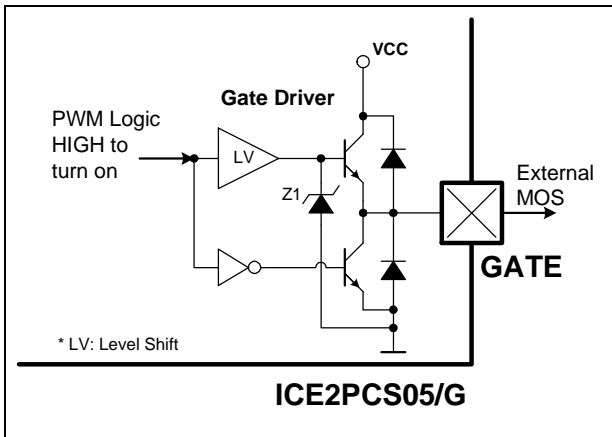 VCC
Gate Driver
PWM Logic
HIGH to
turn on
LV
Z1
External
MOS
GATE
* LV: Level Shift
ICE2PCS05/G